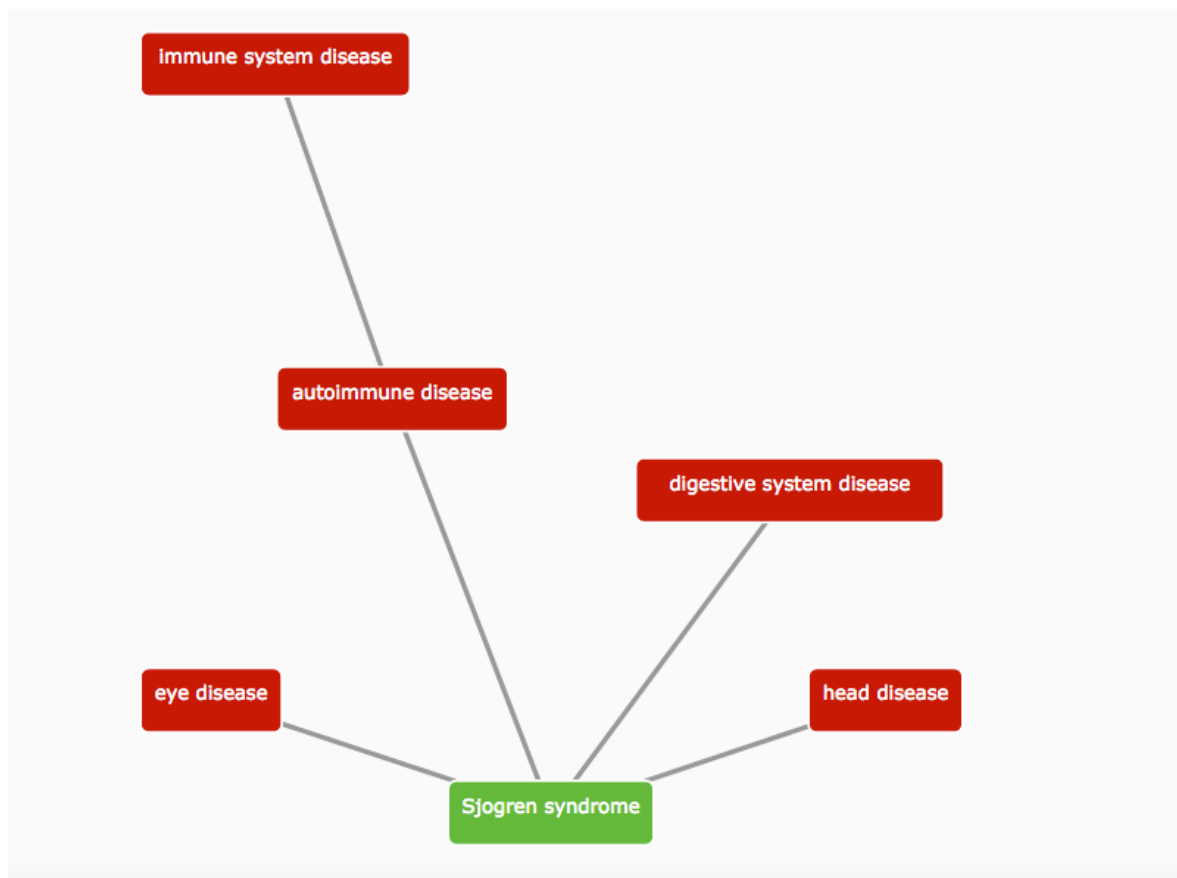 immune system disease
autoimmune disease
digestive system disease
eye disease
head disease
Sjogren syndrome